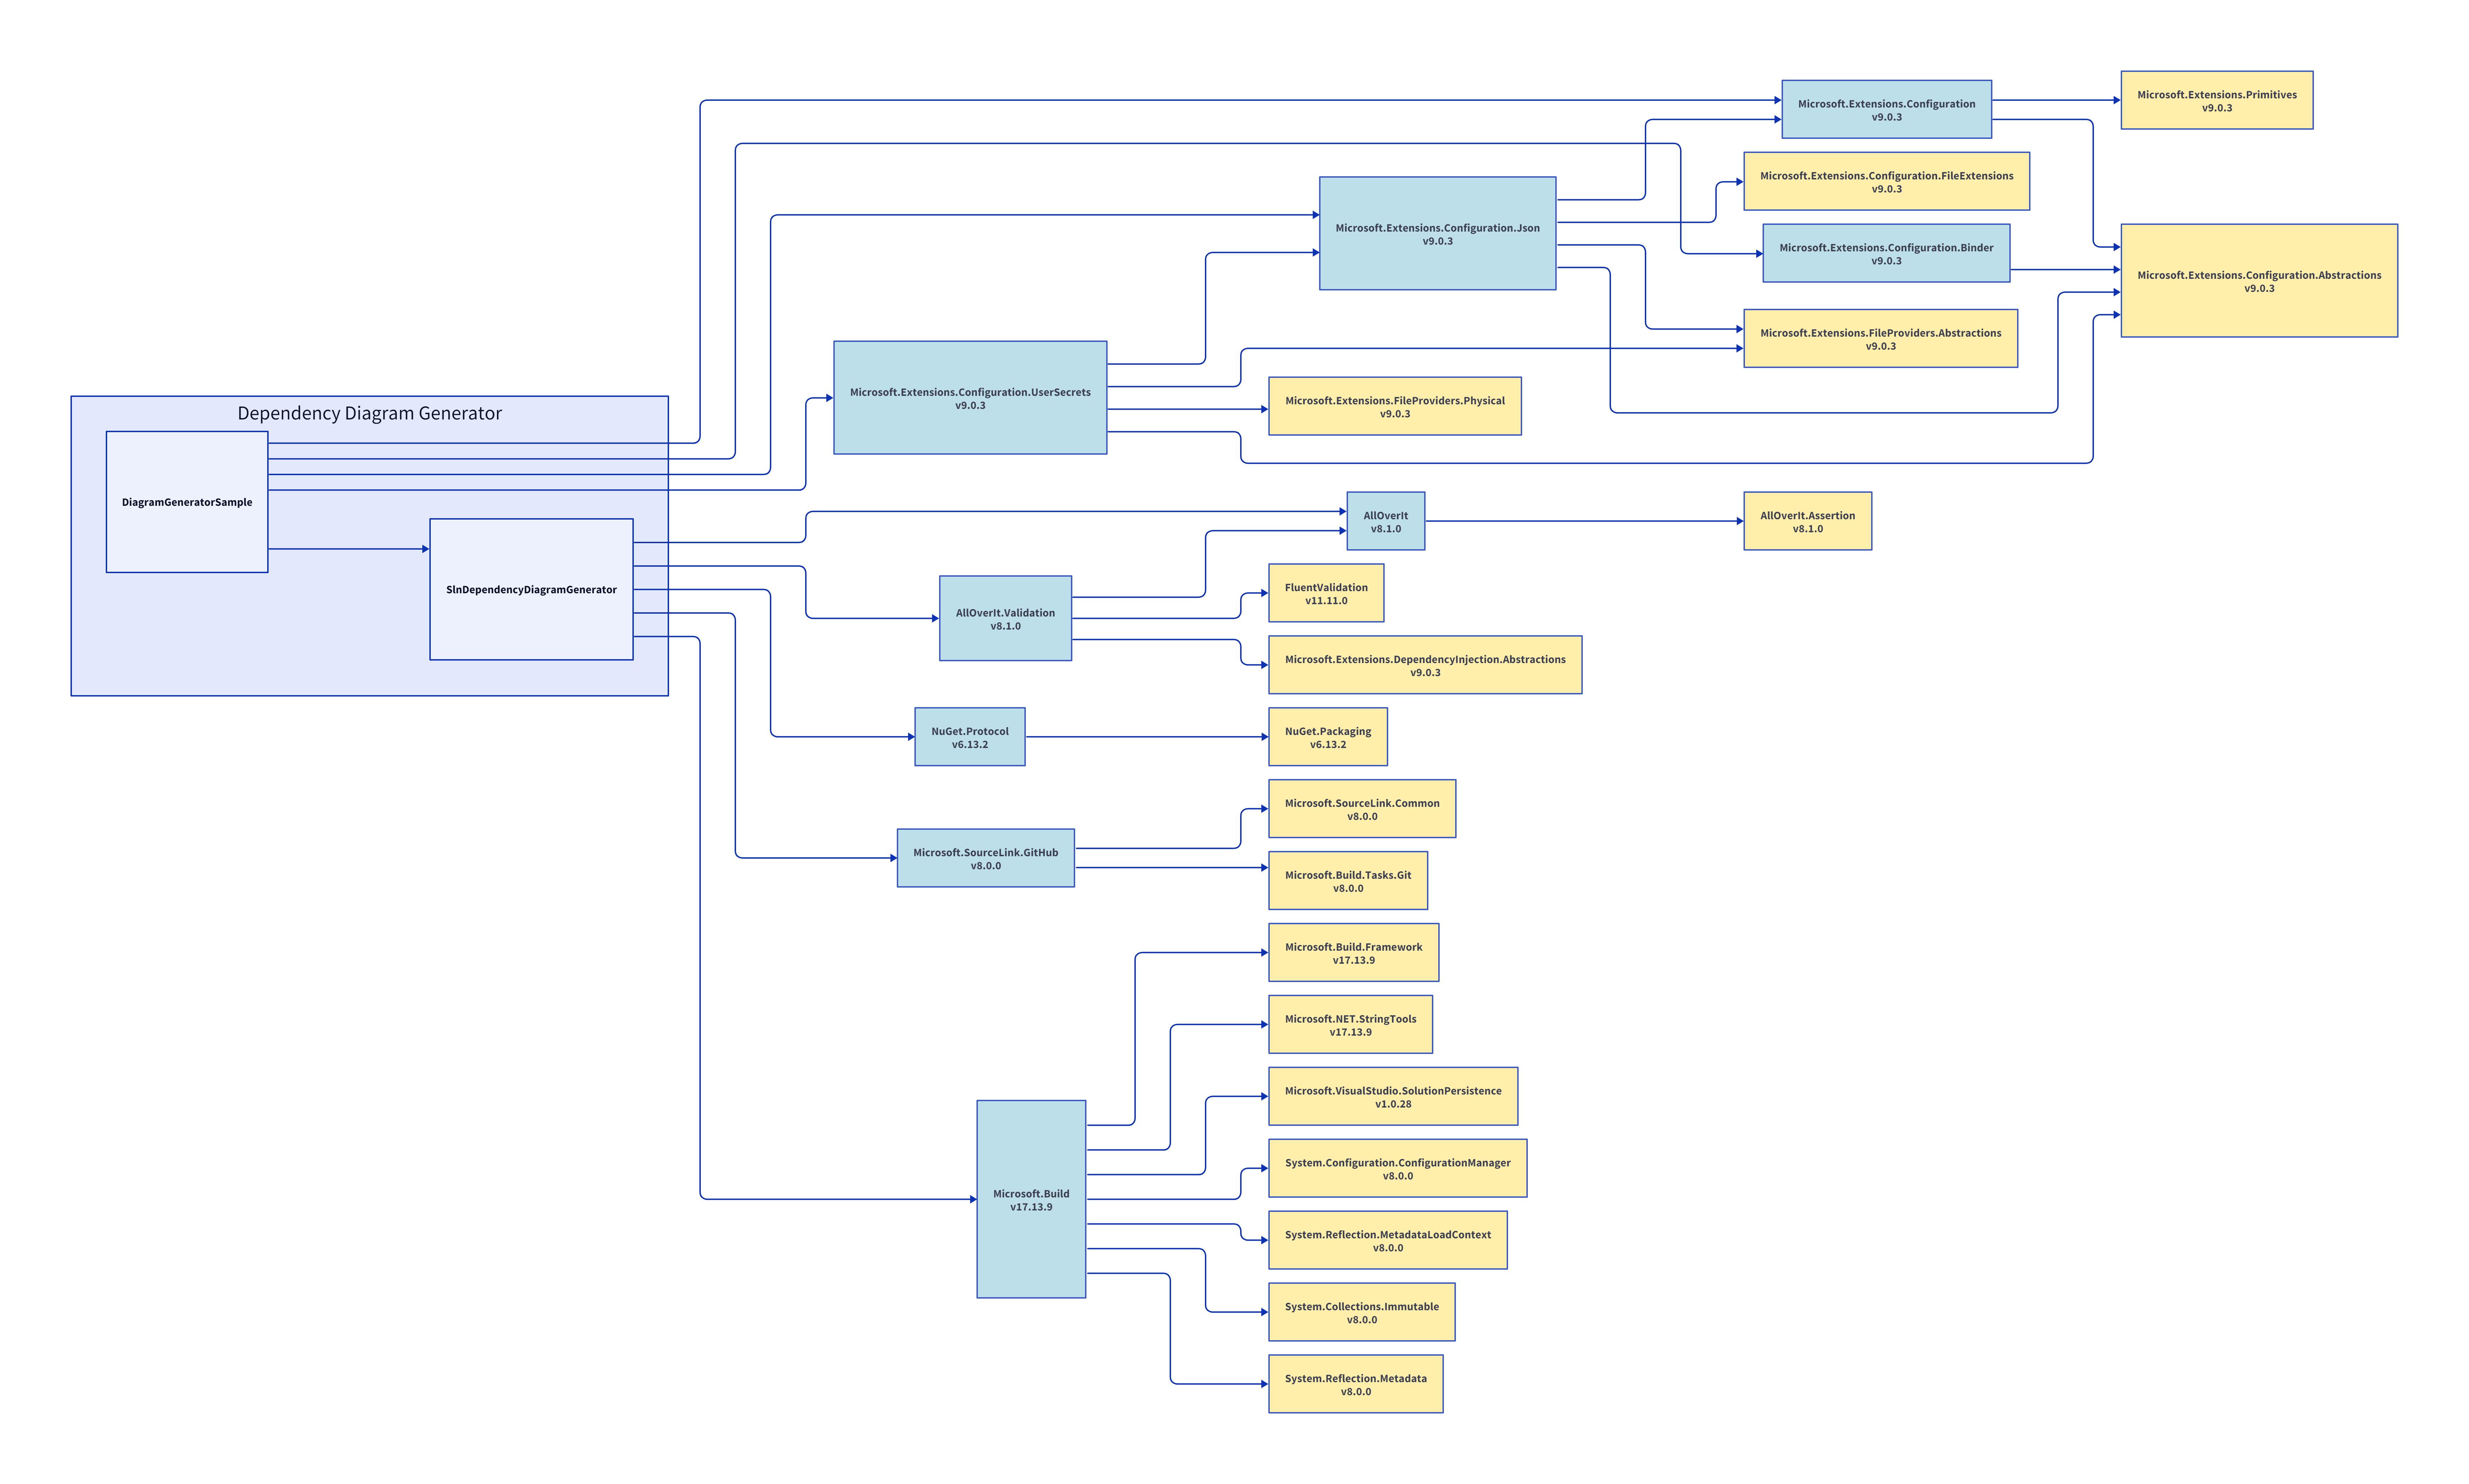 Dependency Diagram Generator
DiagramGeneratorSample
SlnDependencyDiagramGenerator
Microsoft.Extensions.Configuration.UserSecrets
v9.0.3
AllOverIt.Validation
v8.1.0
NuGet.Protocol
v6.13.2
Microsoft.SourceLink.GitHub
v8.0.0
Microsoft.Build
v17.13.9
Microsoft.Extensions.Configuration.Json
v9.0.3
Microsoft.Extensions.FileProviders.Physical
v9.0.3
AllOverIt
v8.1.0
FluentValidation
v11.11.0
Microsoft.Extensions.DependencyInjection.Abstractions
v9.0.3
NuGet.Packaging
v6.13.2
Microsoft.SourceLink.Common
v8.0.0
Microsoft.Build.Tasks.Git
v8.0.0
Microsoft.Build.Framework
v17.13.9
Microsoft.NET.StringTools
v17.13.9
Microsoft.VisualStudio.SolutionPersistence
v1.0.28
System.Configuration.ConfigurationManager
v8.0.0
System.Reflection.MetadataLoadContext
v8.0.0
System.Collections.Immutable
v8.0.0
System.Reflection.Metadata
v8.0.0
Microsoft.Extensions.Configuration
v9.0.3
Microsoft.Extensions.Configuration.FileExtensions
v9.0.3
Microsoft.Extensions.Configuration.Binder
v9.0.3
Microsoft.Extensions.FileProviders.Abstractions
v9.0.3
AllOverIt.Assertion
v8.1.0
Microsoft.Extensions.Primitives
v9.0.3
Microsoft.Extensions.Configuration.Abstractions
v9.0.3